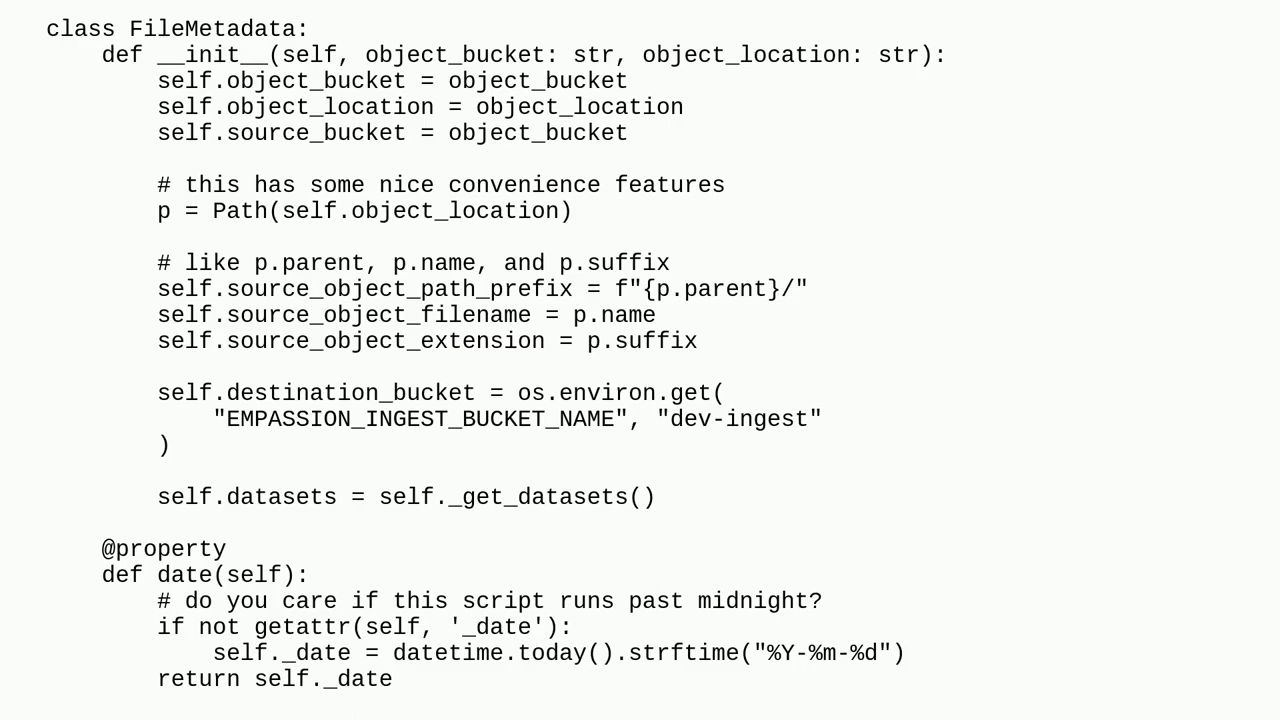 class FileMetadata:
    def __init__(self, object_bucket: str, object_location: str):
        self.object_bucket = object_bucket
        self.object_location = object_location
        self.source_bucket = object_bucket

        # this has some nice convenience features
        p = Path(self.object_location)

        # like p.parent, p.name, and p.suffix
        self.source_object_path_prefix = f"{p.parent}/"
        self.source_object_filename = p.name
        self.source_object_extension = p.suffix

        self.destination_bucket = os.environ.get(
            "EMPASSION_INGEST_BUCKET_NAME", "dev-ingest"
        )

        self.datasets = self._get_datasets()

    @property
    def date(self):
        # do you care if this script runs past midnight?
        if not getattr(self, '_date'):
            self._date = datetime.today().strftime("%Y-%m-%d")
        return self._date